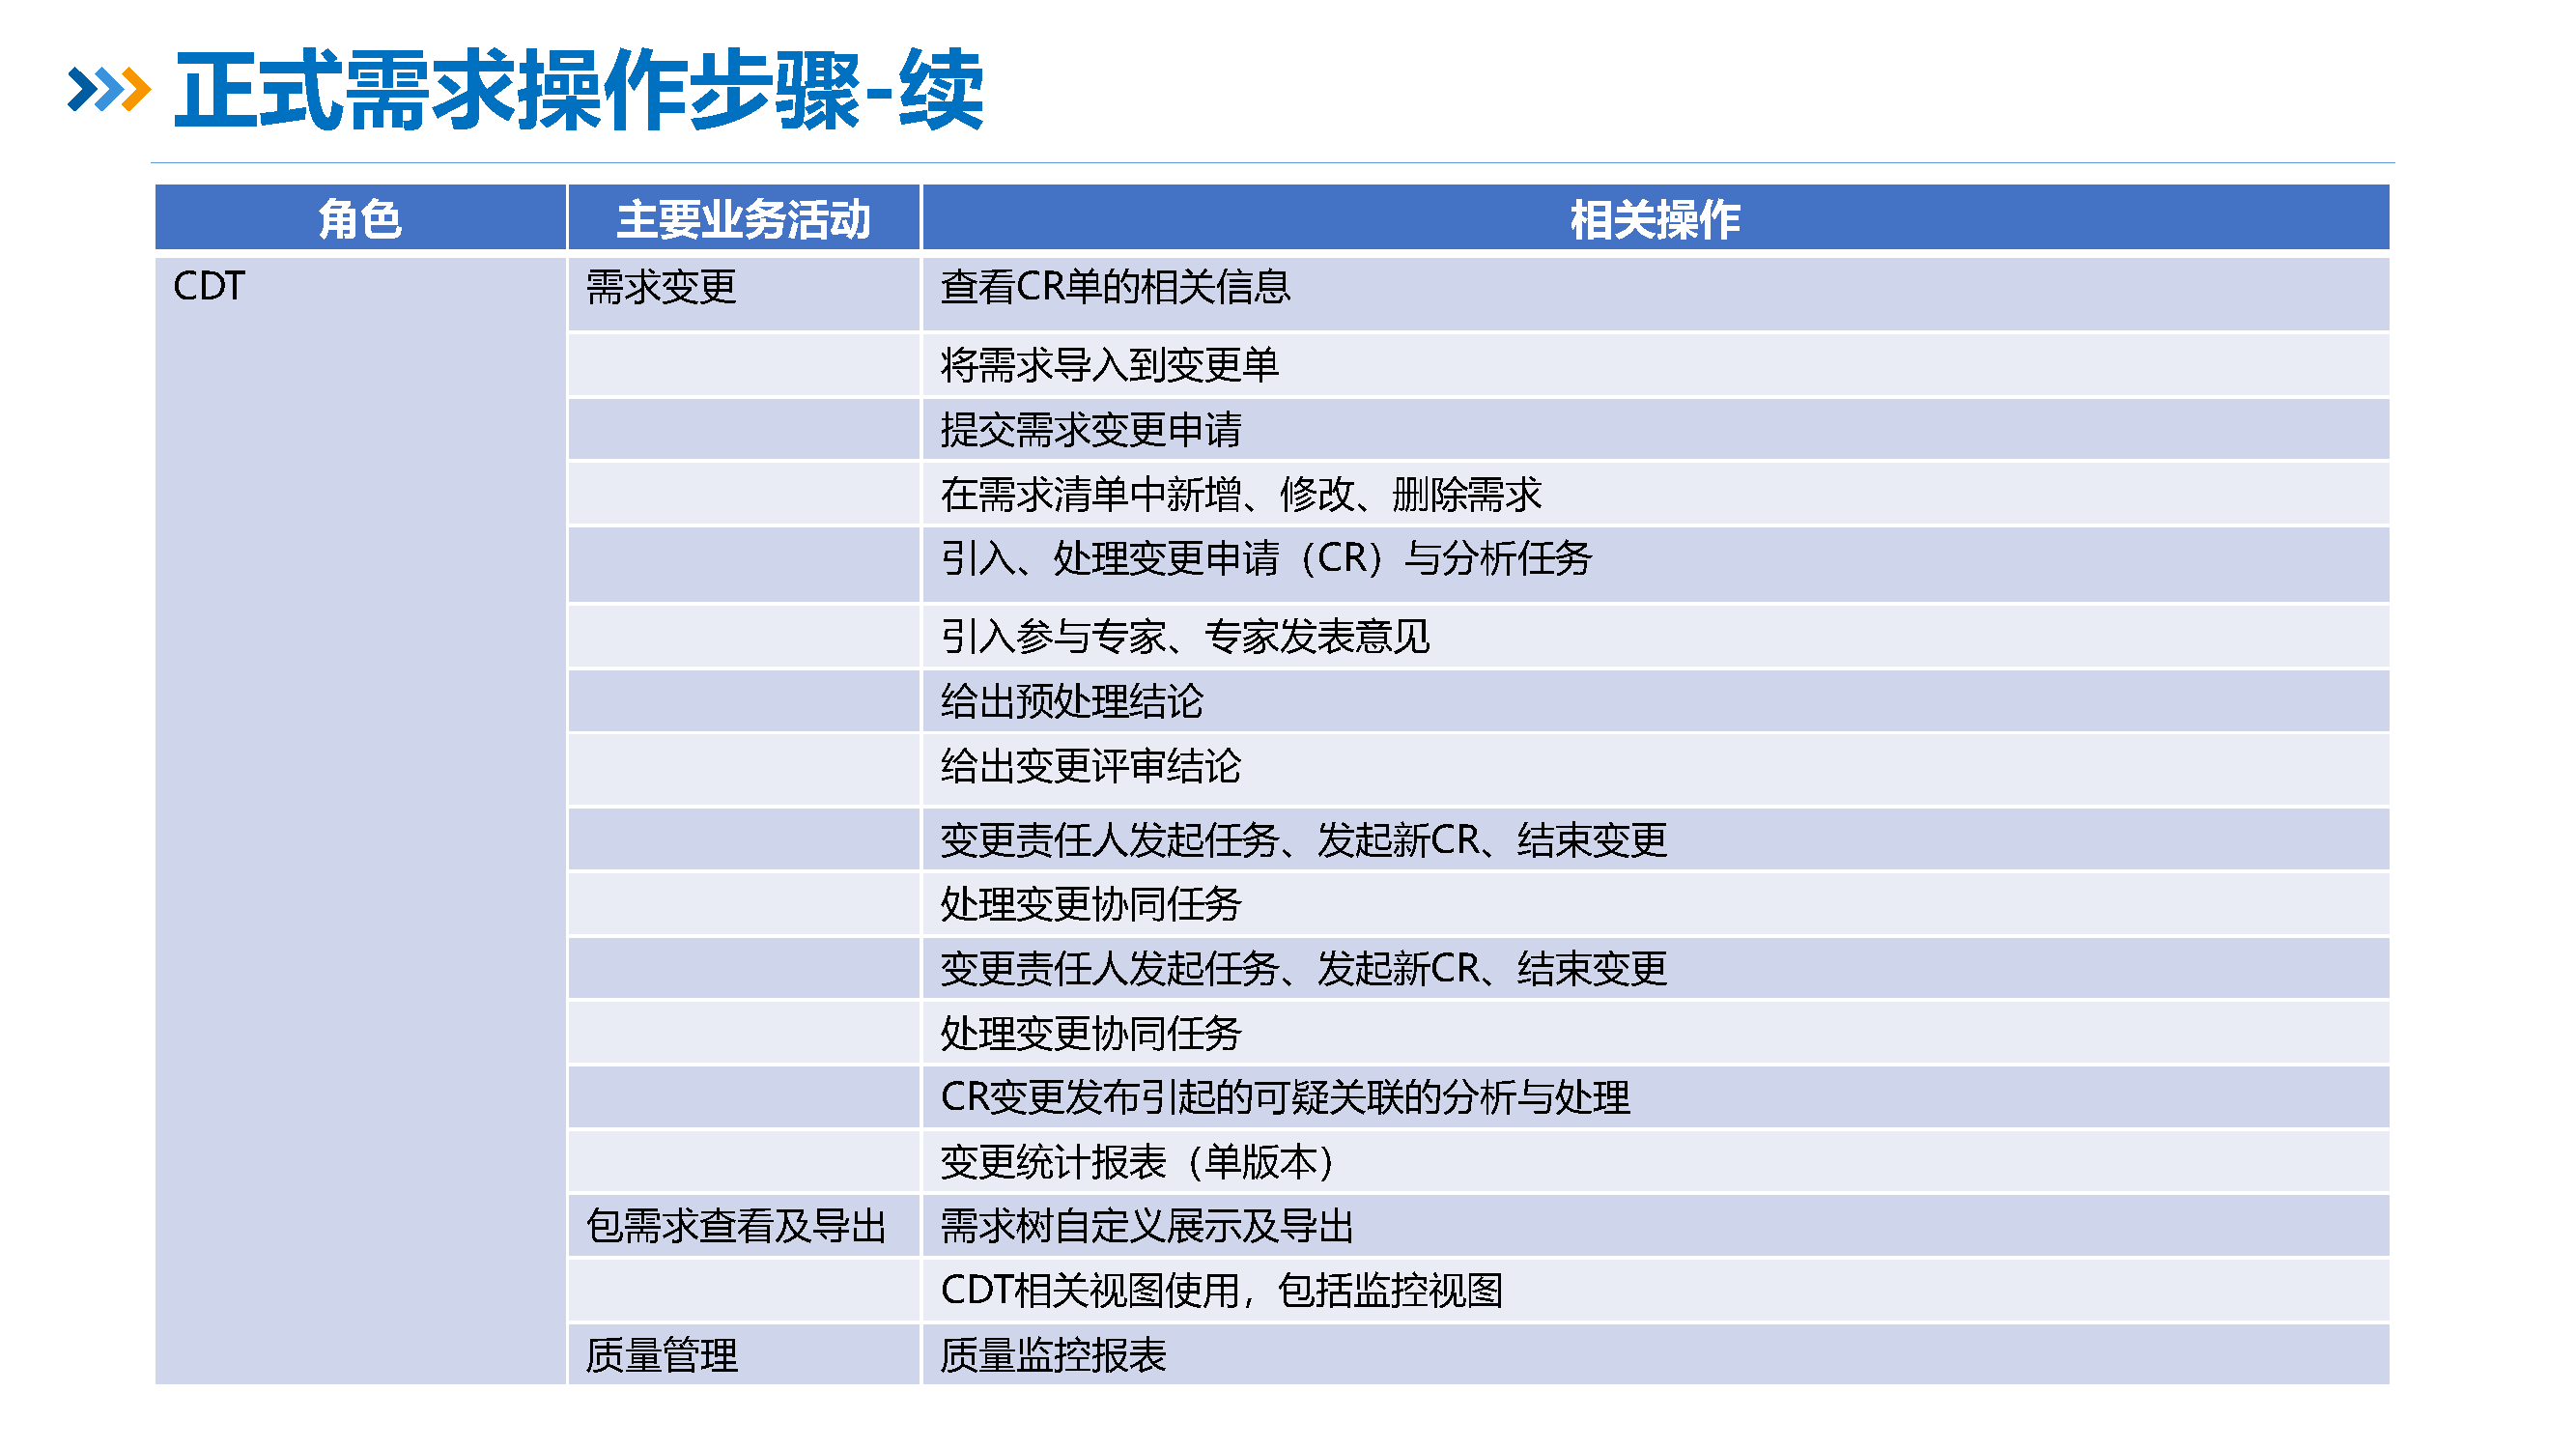 正式需求操作步骤-续
角色 主要业务活动 相关操作
CDT 需求变更 查看CR单的相关信息
将需求导入到变更单
提交需求变更申请
在需求清单中新增、修改、删除需求
引入、处理变更申请（CR）与分析任务
引入参与专家、专家发表意见
给出预处理结论
给出变更评审结论
变更责任人发起任务、发起新CR、结束变更
处理变更协同任务
变更责任人发起任务、发起新CR、结束变更
处理变更协同任务
CR变更发布引起的可疑关联的分析与处理
变更统计报表（单版本）
包需求查看及导出 需求树自定义展示及导出
CDT相关视图使用，包括监控视图
质量管理 质量监控报表